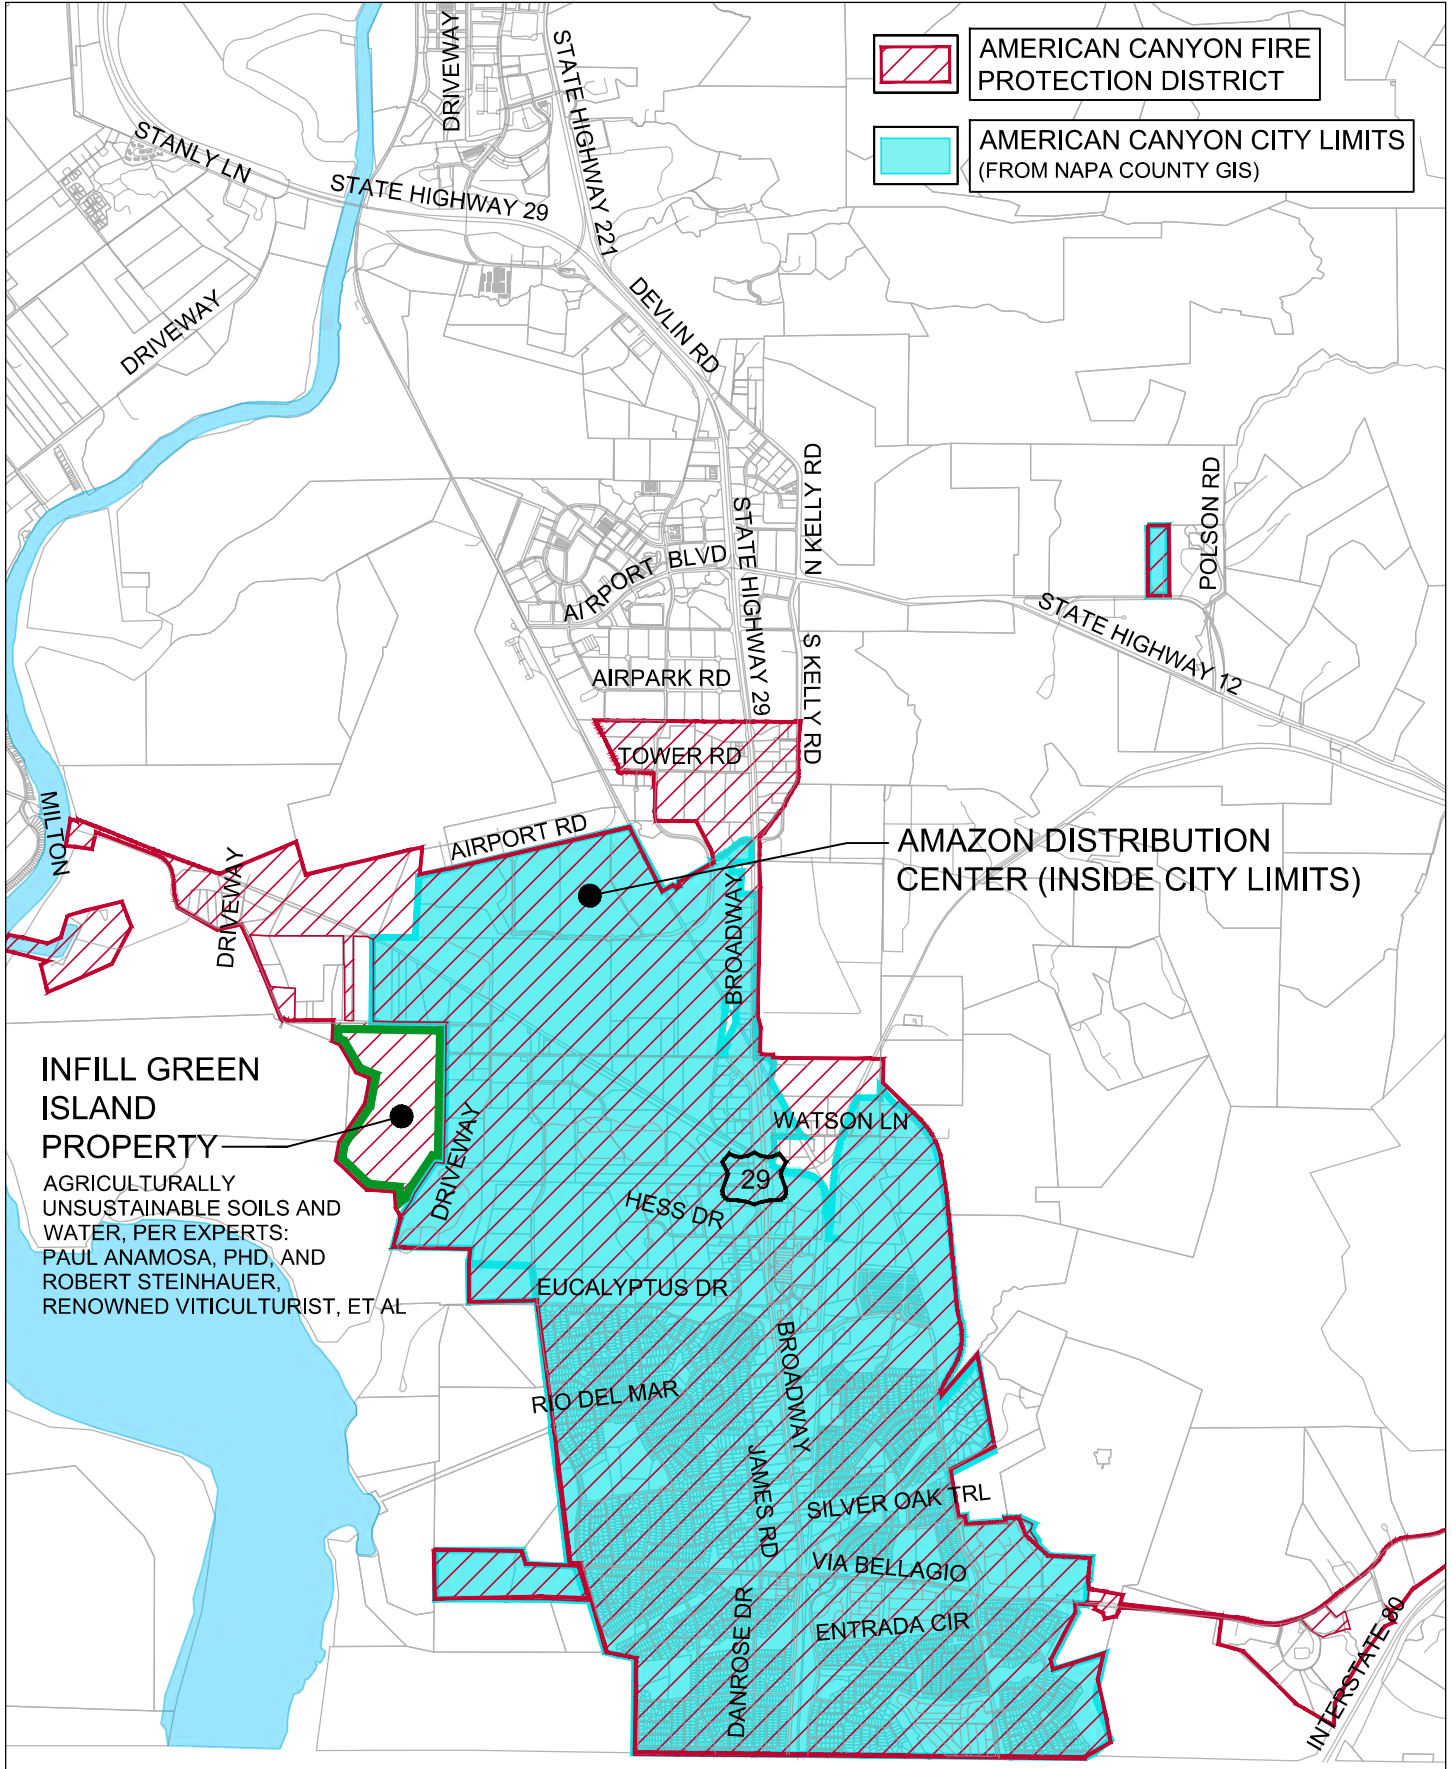 AMERICAN CANYON FIRE
PROTECTION DISTRICT
AMERICAN CANYON CITY LIMITS
(FROM NAPA COUNTY GIS)
DRIVEWAY
STATE HIGHWAY 221
STANLY LN
STATE HIGHWAY 29
DRIVEWAY
DEVLIN RD
N KELLY RD
POLSON RD
STATE HIGHWAY 29
AIRPORT BLVD
STATE HIGHWAY 12
S KELLY RD
AIRPARK RD
TOWER RD
MILTON
AIRPORT RD
AMAZON DISTRIBUTION
CENTER (INSIDE CITY LIMITS)
DRIVEWAY
BROADWAY
INFILL GREEN
ISLAND
PROPERTY
AGRICULTURALLY
UNSUSTAINABLE SOILS AND
WATER, PER EXPERTS:
PAUL ANAMOSA, PHD, AND
ROBERT STEINHAUER,
RENOWNED VITICULTURIST, ET AL
DRIVEWAY
WATSON LN
29
HESS DR
EUCALYPTUS DR
BROADWAY
RIO DEL MAR
JAMES RD
SILVER OAK TRL
VIA BELLAGIO
DANROSE DR
ENTRADA CIR
INTERSTATE 80